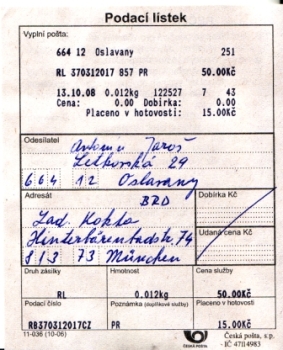 Podací lístek
Vyplní pošta:
664 12 Oslavany 251
RL 370312017 857 PR 50.00Kč
13.10.08 0.012kg 122527 7 43
Cena: 0.00 Dobírka: 0.00
Placeno v hotovosti: 15.00Kč
Odesílatel
Antonín Jaroš
Letkovská 29
664 12 Oslavany
Adresát
BRD
Dobírka Kč
Lad. Kokta
Hinterbärenbadstr. 74
Udaná cena Kč
813 73 München
Druh zásilky Hmotnost Cena služby
RL 0.012kg 50.00Kč
Podací číslo Poznámka (doplňkové služby) Placeno v hotovosti
RB370312017CZ PR 15.00Kč
11-036 (10-06) ČESKÁ POŠTA Česká pošta, s.p.
IČ 47114983